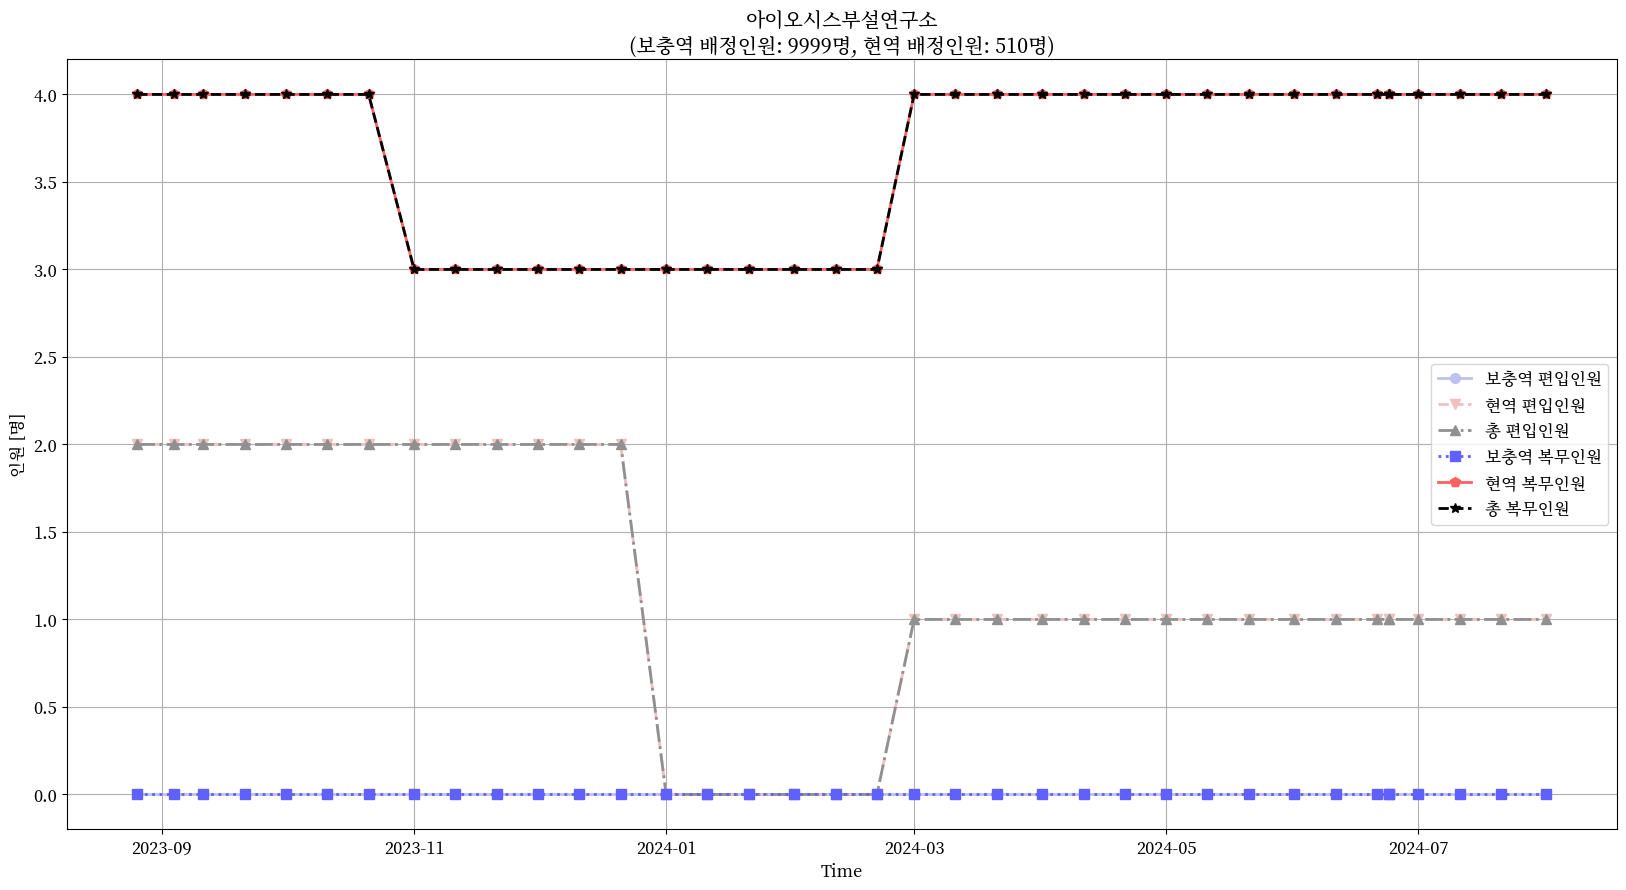 아이오시스부설연구소
(보충역 배정인원: 9999명, 현역 배정인원: 510명)
4.0
3.5
3.0
2.5
2.0
1.5
1.0
0.5
0.0
인원 [명]
보충역 편입인원
현역 편입인원
총 편입인원
보충역 복무인원
현역 복무인원
총 복무인원
2023-09 2023-11 2024-01 2024-03 2024-05 2024-07
Time